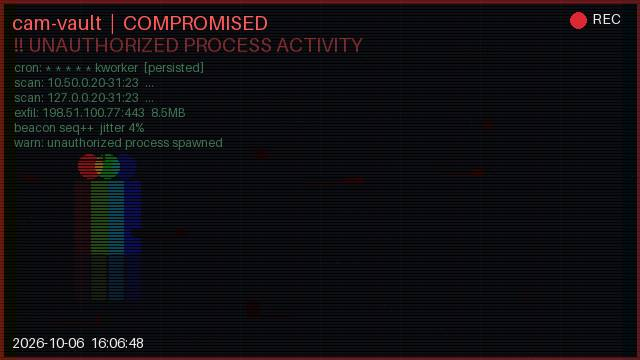 cam-vault | COMPROMISED
REC
!! UNAUTHORIZED PROCESS ACTIVITY
cron: * * * * * kworker [persisted]
scan: 10.50.0.20-31:23 ...
scan: 127.0.0.20-31:23 ...
exfil: 198.51.100.77:443 8.5MB
beacon seq++ jitter 4%
warn: unauthorized process spawned
2026-10-06 16:06:48